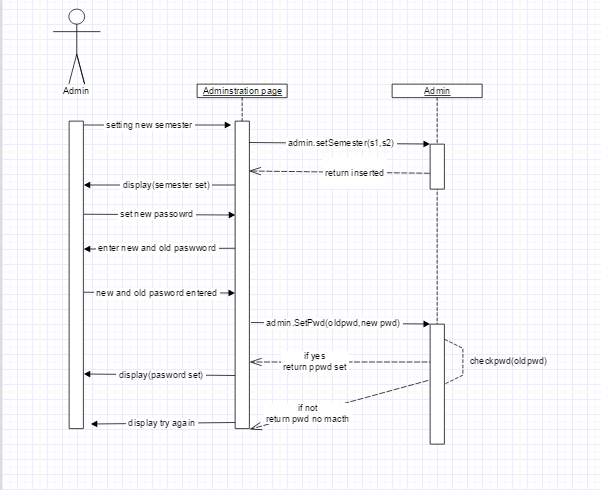 Admin
Adminstration page
Admin
setting new semester
admin.setSemester(s1,s2)
return inserted
display(semester set)
set new passowrd
enter new and old paswword
new and old pasword entered
admin.SetPwd(oldpwd,new pwd)
if yes
return ppwd set
checkpwd(oldpwd)
display(pasword set)
if not
return pwd no macth
display try again